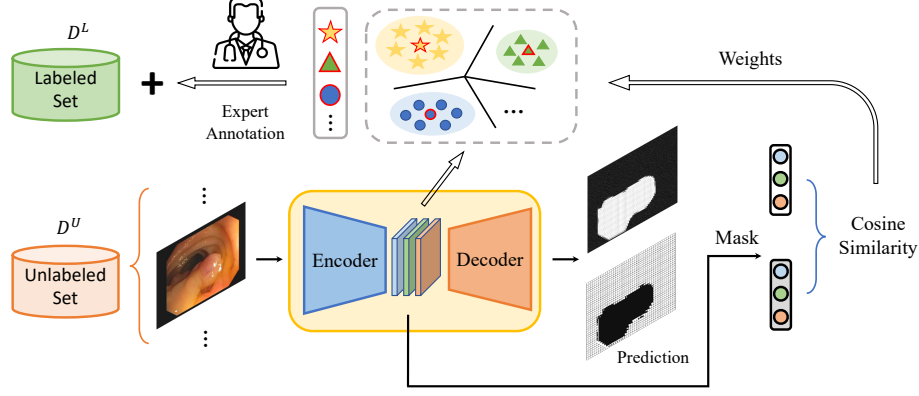 D^L
Labeled
Set
+
Expert
Annotation
⋮
...
Weights
D^U
Unlabeled
Set
⋮
⋮
Encoder
Decoder
Prediction
Mask
Cosine
Similarity